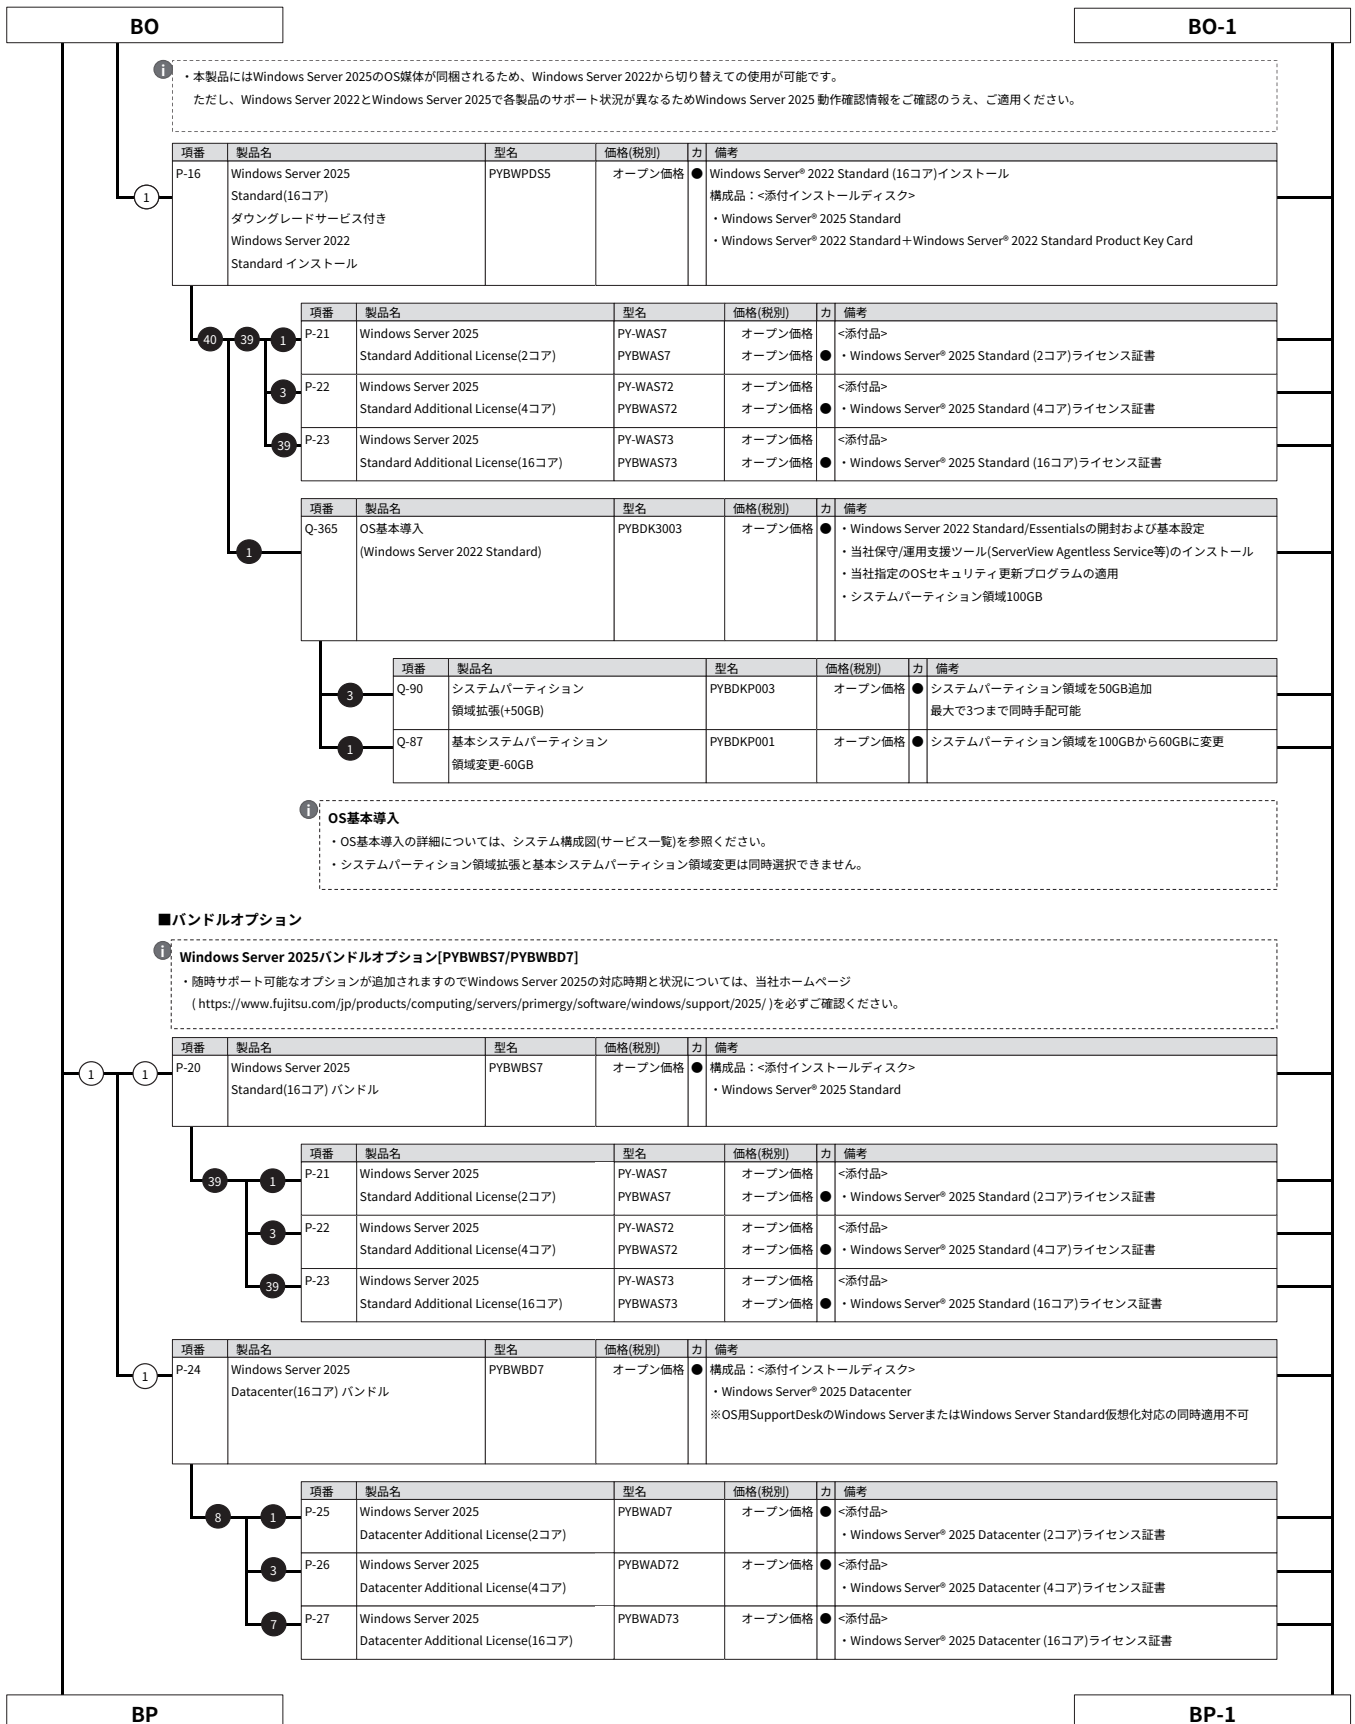 BO
BO-1
・本製品にはWindows Server 2025のOS媒体が同梱されるため、Windows Server 2022から切り替えての使用が可能です。
ただし、Windows Server 2022とWindows Server 2025で各製品のサポート状況が異なるためWindows Server 2025 動作確認情報をご確認のうえ、ご適用ください。
項番 製品名 型名 価格(税別) カ 備考
1 P-16 Windows Server 2025 PYBWPDS5 オープン価格 ● Windows Server® 2022 Standard (16コア)インストール
Standard(16コア) 構成品：<添付インストールディスク>
ダウングレードサービス付き ・Windows Server® 2025 Standard
Windows Server 2022 ・Windows Server® 2022 Standard＋Windows Server® 2022 Standard Product Key Card
Standard インストール
項番 製品名 型名 価格(税別) カ 備考
40 39 1 P-21 Windows Server 2025 PY-WAS7 オープン価格 <添付品>
Standard Additional License(2コア) PYBWAS7 オープン価格 ● ・Windows Server® 2025 Standard (2コア)ライセンス証書
3 P-22 Windows Server 2025 PY-WAS72 オープン価格 <添付品>
Standard Additional License(4コア) PYBWAS72 オープン価格 ● ・Windows Server® 2025 Standard (4コア)ライセンス証書
39 P-23 Windows Server 2025 PY-WAS73 オープン価格 <添付品>
Standard Additional License(16コア) PYBWAS73 オープン価格 ● ・Windows Server® 2025 Standard (16コア)ライセンス証書
項番 製品名 型名 価格(税別) カ 備考
1 Q-365 OS基本導入 PYBDK3003 オープン価格 ● ・Windows Server 2022 Standard/Essentialsの開封および基本設定
(Windows Server 2022 Standard) ・当社保守/運用支援ツール(ServerView Agentless Service等)のインストール
・当社指定のOSセキュリティ更新プログラムの適用
・システムパーティション領域100GB
項番 製品名 型名 価格(税別) カ 備考
3 Q-90 システムパーティション PYBDKP003 オープン価格 ● システムパーティション領域を50GB追加
領域拡張(+50GB) 最大で3つまで同時手配可能
1 Q-87 基本システムパーティション PYBDKP001 オープン価格 ● システムパーティション領域を100GBから60GBに変更
領域変更-60GB
OS基本導入
・OS基本導入の詳細については、システム構成図(サービス一覧)を参照ください。
・システムパーティション領域拡張と基本システムパーティション領域変更は同時選択できません。
■バンドルオプション
Windows Server 2025バンドルオプション[PYBWBS7/PYBWBD7]
・随時サポート可能なオプションが追加されますのでWindows Server 2025の対応時期と状況については、当社ホームページ
( https://www.fujitsu.com/jp/products/computing/servers/primergy/software/windows/support/2025/ )を必ずご確認ください。
項番 製品名 型名 価格(税別) カ 備考
1 1 P-20 Windows Server 2025 PYBWBS7 オープン価格 ● 構成品：<添付インストールディスク>
Standard(16コア) バンドル ・Windows Server® 2025 Standard
項番 製品名 型名 価格(税別) カ 備考
39 1 P-21 Windows Server 2025 PY-WAS7 オープン価格 <添付品>
Standard Additional License(2コア) PYBWAS7 オープン価格 ● ・Windows Server® 2025 Standard (2コア)ライセンス証書
3 P-22 Windows Server 2025 PY-WAS72 オープン価格 <添付品>
Standard Additional License(4コア) PYBWAS72 オープン価格 ● ・Windows Server® 2025 Standard (4コア)ライセンス証書
39 P-23 Windows Server 2025 PY-WAS73 オープン価格 <添付品>
Standard Additional License(16コア) PYBWAS73 オープン価格 ● ・Windows Server® 2025 Standard (16コア)ライセンス証書
項番 製品名 型名 価格(税別) カ 備考
1 P-24 Windows Server 2025 PYBWBD7 オープン価格 ● 構成品：<添付インストールディスク>
Datacenter(16コア) バンドル ・Windows Server® 2025 Datacenter
※OS用SupportDeskのWindows ServerまたはWindows Server Standard仮想化対応の同時適用不可
項番 製品名 型名 価格(税別) カ 備考
8 1 P-25 Windows Server 2025 PYBWAD7 オープン価格 ● <添付品>
Datacenter Additional License(2コア) ・Windows Server® 2025 Datacenter (2コア)ライセンス証書
3 P-26 Windows Server 2025 PYBWAD72 オープン価格 ● <添付品>
Datacenter Additional License(4コア) ・Windows Server® 2025 Datacenter (4コア)ライセンス証書
7 P-27 Windows Server 2025 PYBWAD73 オープン価格 ● <添付品>
Datacenter Additional License(16コア) ・Windows Server® 2025 Datacenter (16コア)ライセンス証書
BP
BP-1